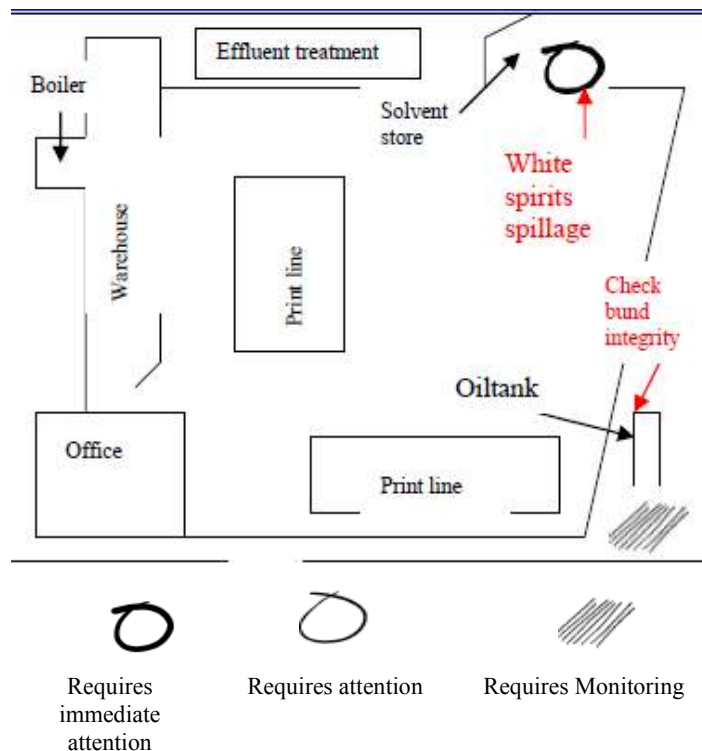 Effluent treatment
Boiler
Solvent
store
White
spirits
spillage
Warehouse
Print line
Check
bund
integrity
Oiltank
Office
Print line
Requires
immediate
attention
Requires attention
Requires Monitoring